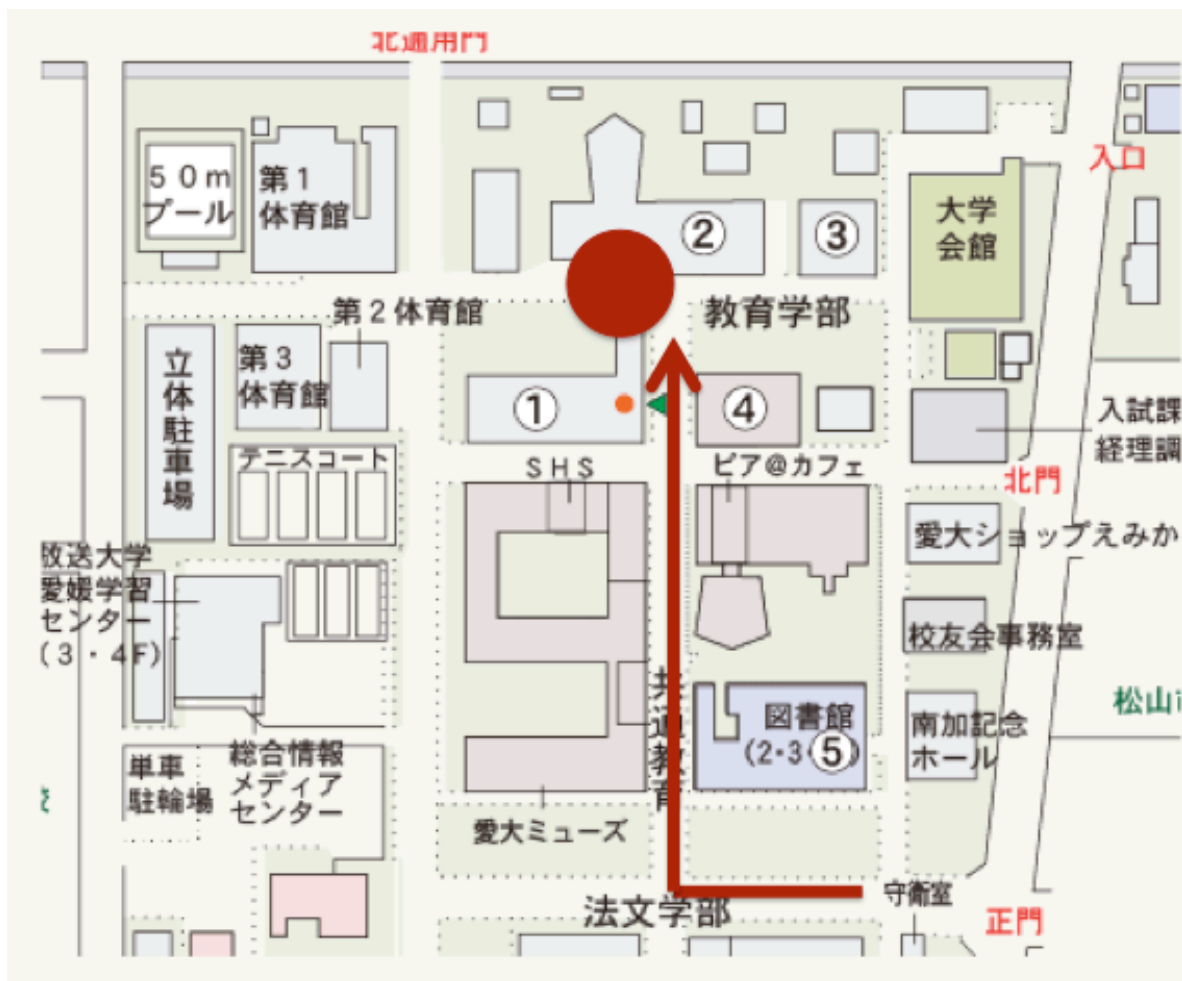 北通用門
50m
プール
第1
体育館
②
③
大学
会館
入口
第2体育館
教育学部
立体駐車場
第3
体育館
①
④
入試課
経理調
テニスコート
SHS
ピア@カフェ
北門
放送大学
愛媛学習
センター
(3・4F)
愛大ショップえみか
校友会事務室
共通教育
図書館
(2・3⑤)
南加記念
ホール
松山市
総合情報
メディア
センター
単車
駐輪場
愛大ミューズ
法文学部
守衛室
正門